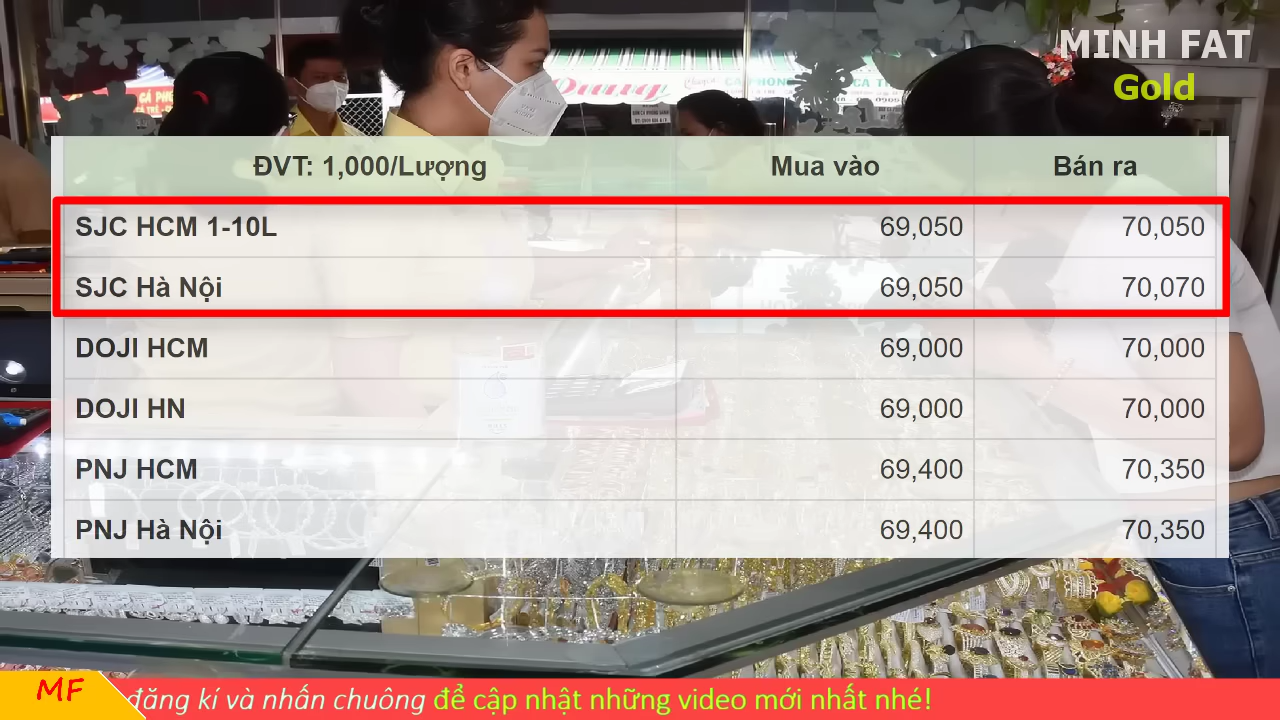 MINH FAT
Gold
ĐVT: 1,000/Lượng Mua vào Bán ra
SJC HCM 1-10L 69,050 70,050
SJC Hà Nội 69,050 70,070
DOJI HCM 69,000 70,000
DOJI HN 69,000 70,000
PNJ HCM 69,400 70,350
PNJ Hà Nội 69,400 70,350
MF
đăng kí và nhấn chuông để cập nhật những video mới nhất nhé!